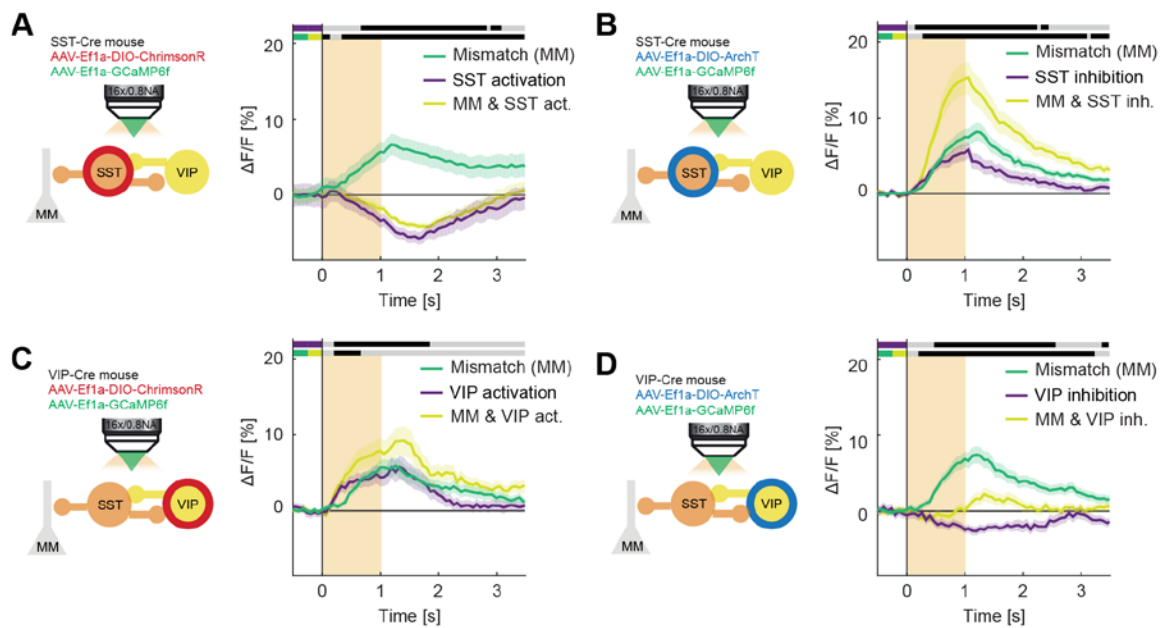 A
SST-Cre mouse
AAV-Ef1a-DIO-ChrimsonR
AAV-Ef1a-GCaMP6f
16x/0.8NA
SST
VIP
MM
20
10
0
ΔF/F [%]
Mismatch (MM)
SST activation
MM & SST act.
0 1 2 3
Time [s]
B
SST-Cre mouse
AAV-Ef1a-DIO-ArchT
AAV-Ef1a-GCaMP6f
16x/0.8NA
SST
VIP
MM
20
10
0
ΔF/F [%]
Mismatch (MM)
SST inhibition
MM & SST inh.
0 1 2 3
Time [s]
C
VIP-Cre mouse
AAV-Ef1a-DIO-ChrimsonR
AAV-Ef1a-GCaMP6f
16x/0.8NA
SST
VIP
MM
20
10
0
ΔF/F [%]
Mismatch (MM)
VIP activation
MM & VIP act.
0 1 2 3
Time [s]
D
VIP-Cre mouse
AAV-Ef1a-DIO-ArchT
AAV-Ef1a-GCaMP6f
16x/0.8NA
SST
VIP
MM
20
10
0
ΔF/F [%]
Mismatch (MM)
VIP inhibition
MM & VIP inh.
0 1 2 3
Time [s]